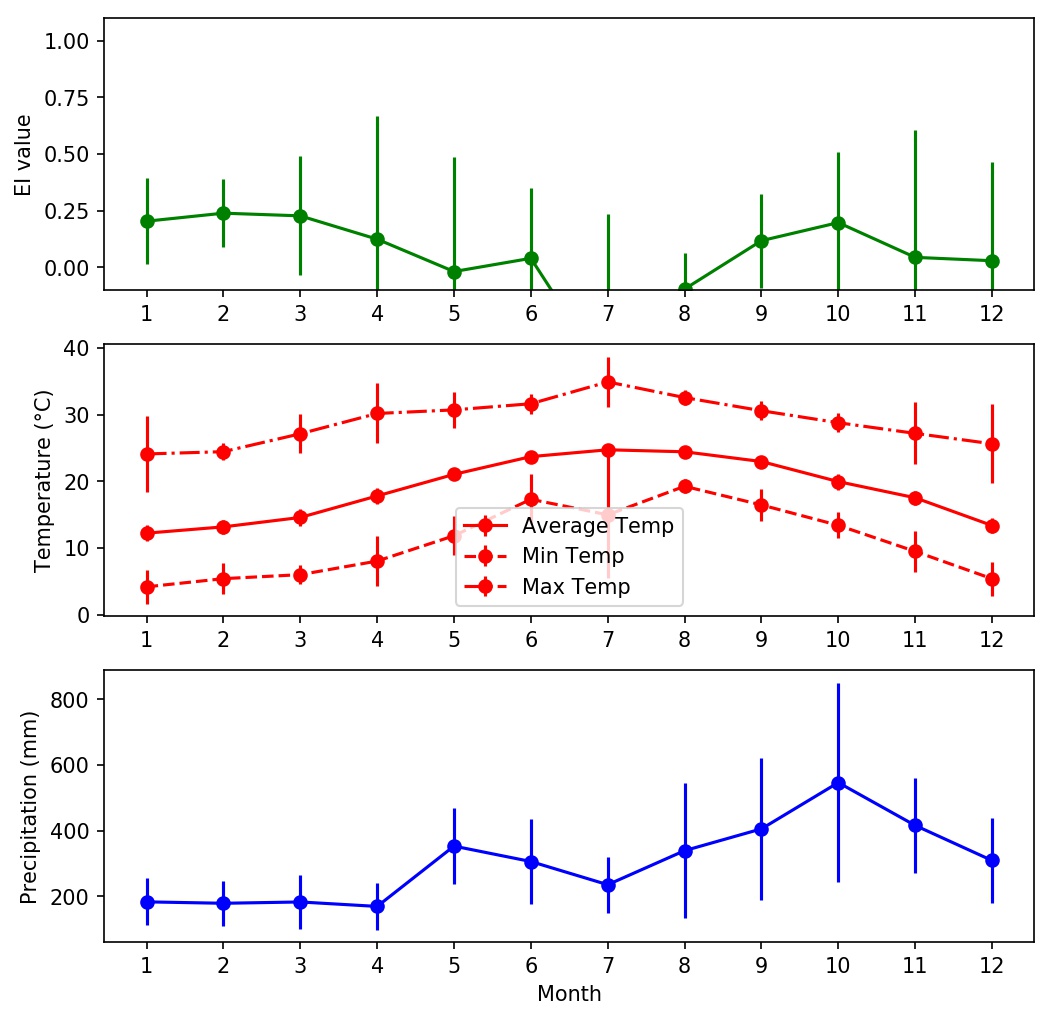 EI value
1.00
0.75
0.50
0.25
0.00
1 2 3 4 5 6 7 8 9 10 11 12
Temperature (°C)
40
30
20
10
0
Average Temp
Min Temp
Max Temp
1 2 3 4 5 6 7 8 9 10 11 12
Precipitation (mm)
800
600
400
200
1 2 3 4 5 6 7 8 9 10 11 12
Month